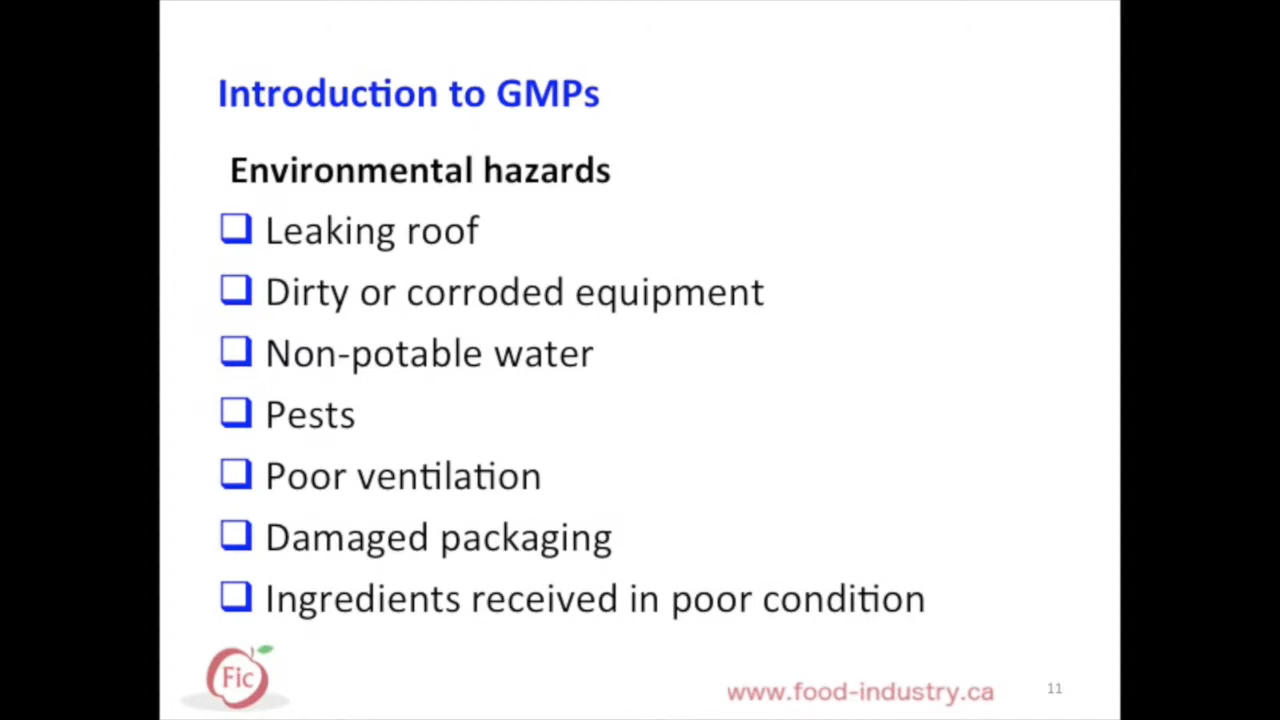 Introduction to GMPs
Environmental hazards
Leaking roof
Dirty or corroded equipment
Non-potable water
Pests
Poor ventilation
Damaged packaging
Ingredients received in poor condition
Fic
www.food-industry.ca
11